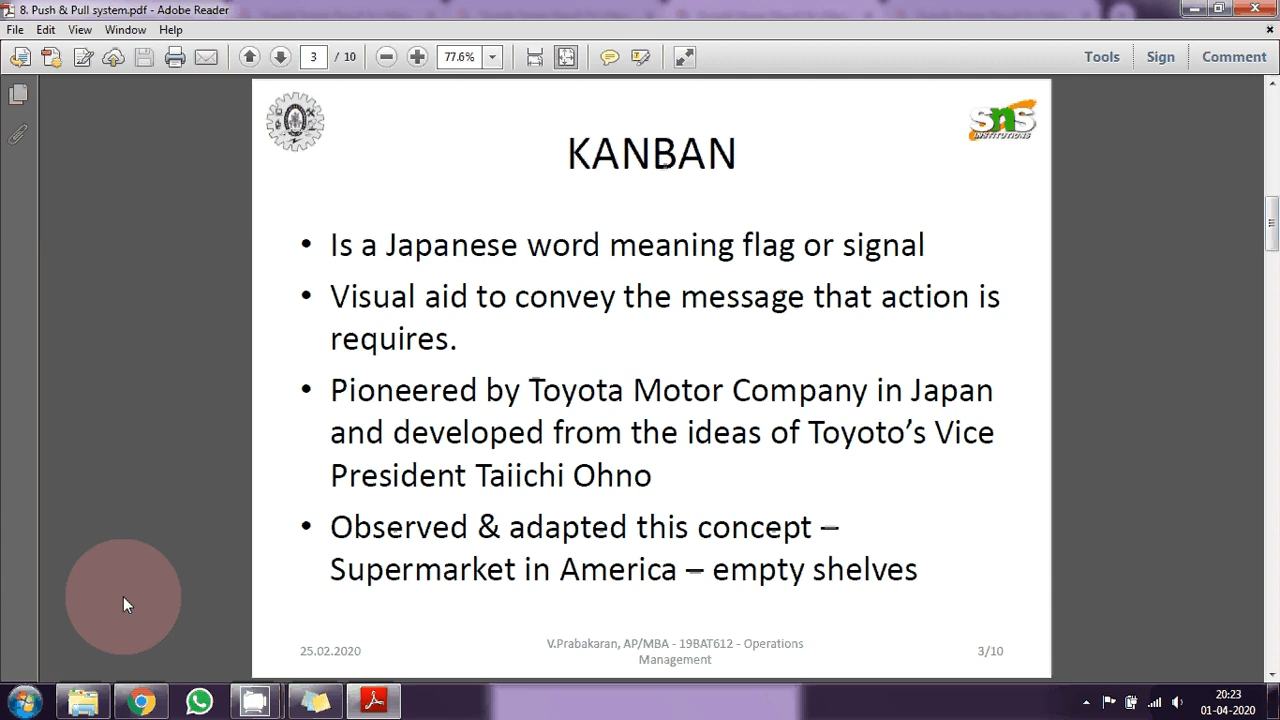 8. Push & Pull system.pdf - Adobe Reader
File Edit View Window Help
3 / 10 77.6% Tools Sign Comment
SNS
INSTITUTIONS
KANBAN
• Is a Japanese word meaning flag or signal
• Visual aid to convey the message that action is
requires.
• Pioneered by Toyota Motor Company in Japan
and developed from the ideas of Toyoto’s Vice
President Taiichi Ohno
• Observed & adapted this concept –
Supermarket in America – empty shelves
25.02.2020
V.Prabakaran, AP/MBA - 19BAT612 - Operations
Management
3/10
20:23
01-04-2020